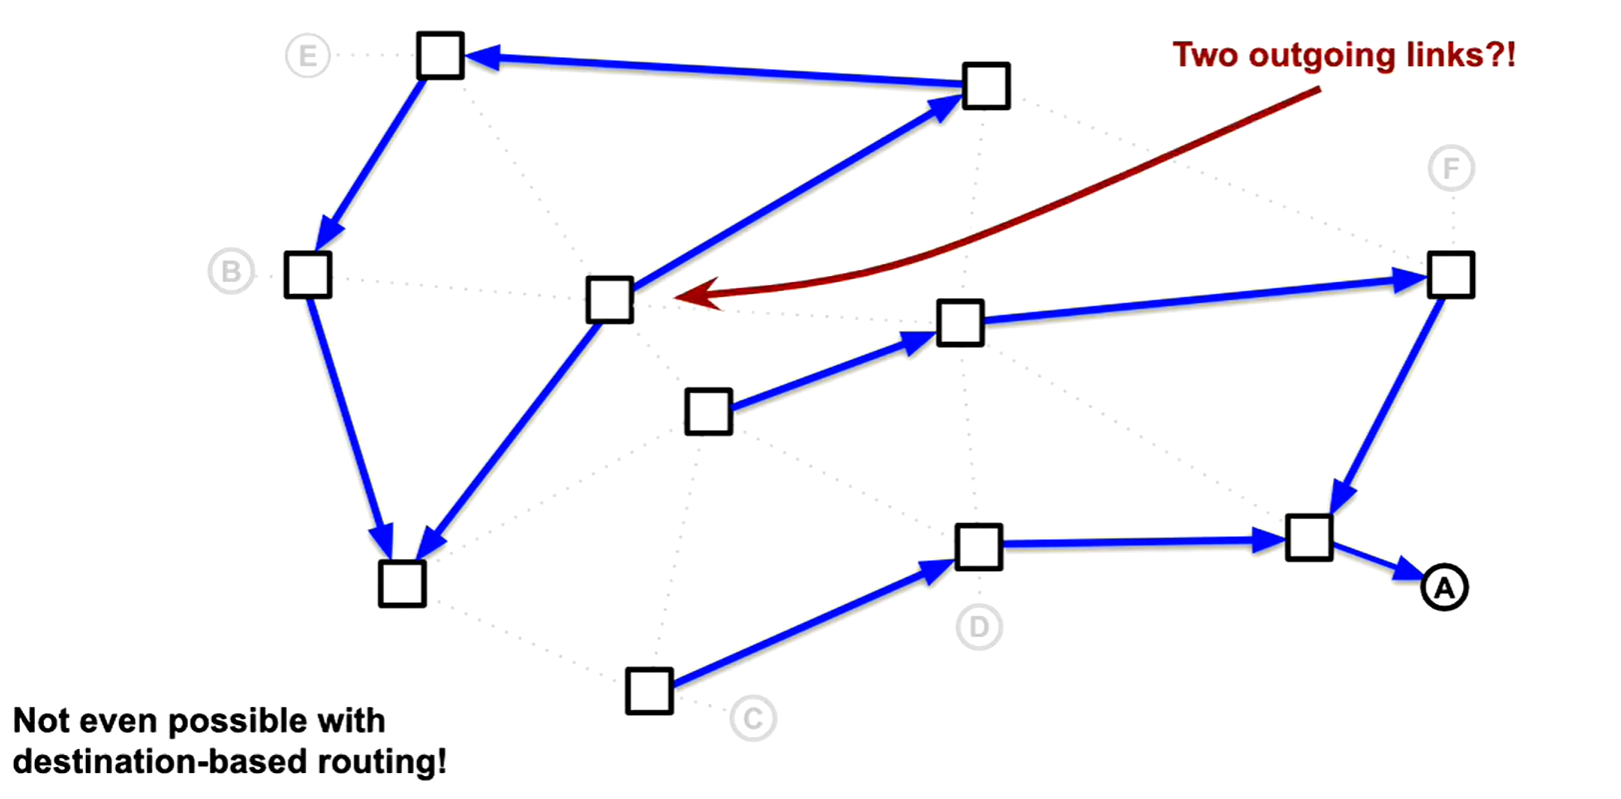 E
Two outgoing links?!
F
B
A
D
C
Not even possible with
destination-based routing!